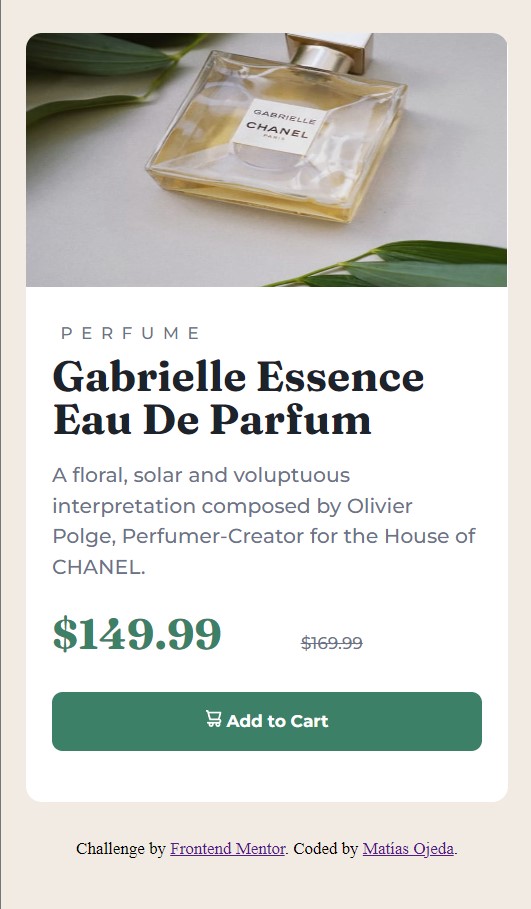 GABRIELLE
CHANEL
PARIS
PERFUME
Gabrielle Essence
Eau De Parfum
A floral, solar and voluptuous
interpretation composed by Olivier
Polge, Perfumer-Creator for the House of
CHANEL.
$149.99 $169.99
Add to Cart
Challenge by Frontend Mentor. Coded by Matías Ojeda.